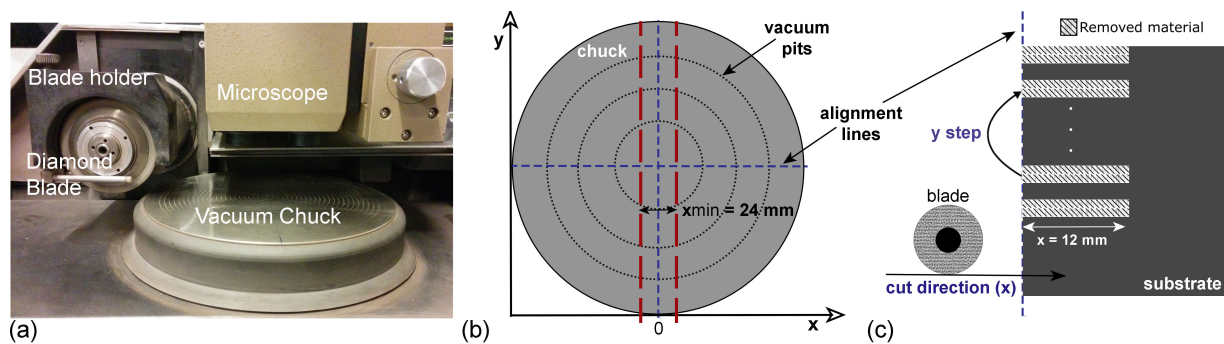 Blade holder
Microscope
Diamond
Blade
Vacuum Chuck
(a)
y
chuck
vacuum
pits
alignment
lines
xmin = 24 mm
0
x
(b)
Removed material
y step
blade
x = 12 mm
cut direction (x)
substrate
(c)